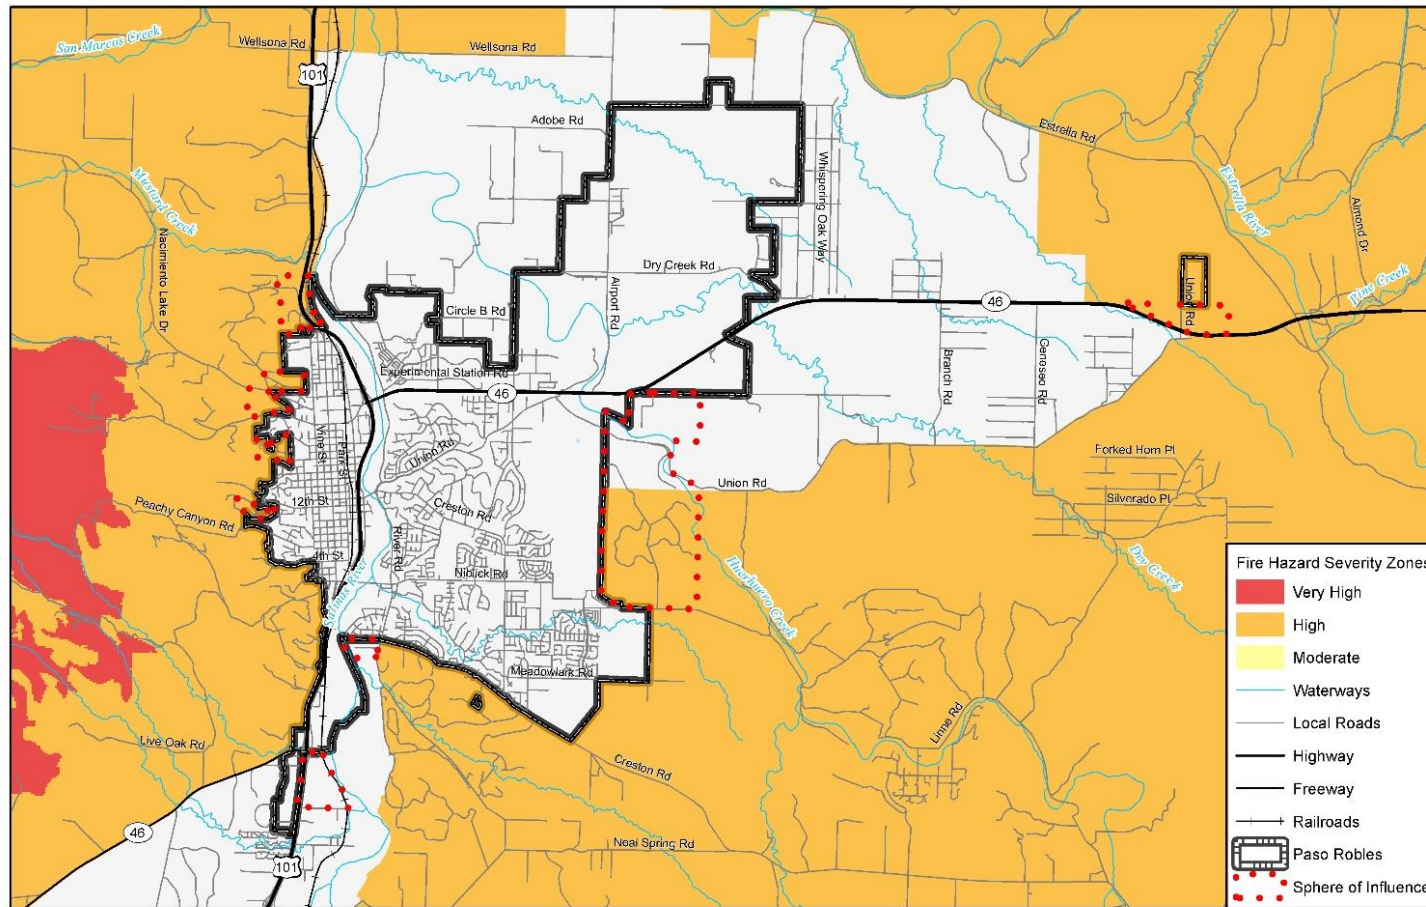 San Marcos Creek
Wellsona Rd
Wellsona Rd
101
Adobe Rd
Estrella Rd
Whispering Oak Way
Mustard Creek
Nacimiento Lake Dr
Estrella River
Almond Dr
Dry Creek Rd
Airport Rd
Union Rd
Pine Creek
46
Circle B Rd
Experimental Station Rd
46
Branch Rd
Geneseo Rd
Vine St
Park St
Union Rd
Forked Horn Pl
Union Rd
Silverado Pl
12th St
Creston Rd
Peachy Canyon Rd
River Rd
4th St
Niblick Rd
Salinas River
Huerhuero Creek
Dry Creek
Meadowlark Rd
Linne Rd
Live Oak Rd
Creston Rd
46
Neal Spring Rd
101
Fire Hazard Severity Zones
Very High
High
Moderate
Waterways
Local Roads
Highway
Freeway
Railroads
Paso Robles
Sphere of Influence